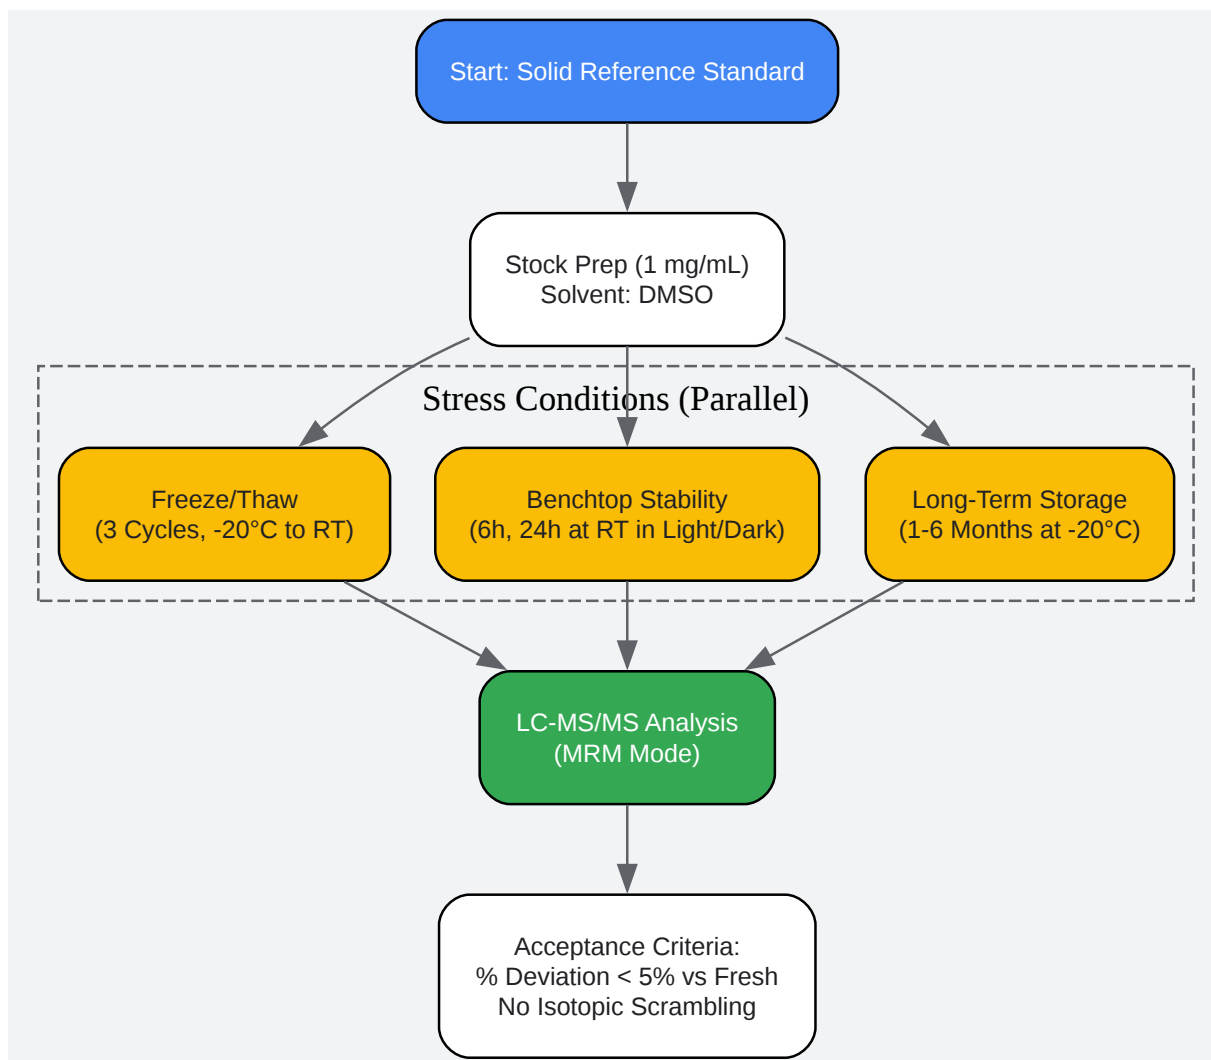 Start: Solid Reference Standard
Stock Prep (1 mg/mL)
Solvent: DMSO
Stress Conditions (Parallel)
Freeze/Thaw
(3 Cycles, -20°C to RT)
Benchtop Stability
(6h, 24h at RT in Light/Dark)
Long-Term Storage
(1-6 Months at -20°C)
LC-MS/MS Analysis
(MRM Mode)
Acceptance Criteria:
% Deviation < 5% vs Fresh
No Isotopic Scrambling